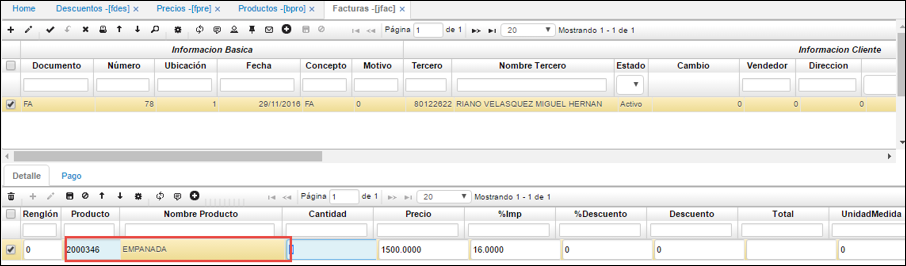 Home Descuentos -[fdes] × Precios -[fpre] × Productos -[bpro] × Facturas -[jfac] ×
Página 1 de 1 20 Mostrando 1 - 1 de 1
Informacion Basica Informacion Cliente
Documento Número Ubicación Fecha Concepto Motivo Tercero Nombre Tercero Estado Cambio Vendedor Direccion
FA 78 1 29/11/2016 FA 0 80122622 RIANO VELASQUEZ MIGUEL HERNAN Activo 0 0 0
Detalle Pago
Página 1 de 1 20 Mostrando 1 - 1 de 1
Renglón Producto Nombre Producto Cantidad Precio %Imp %Descuento Descuento Total UnidadMedida
0 2000346 EMPANADA 1500.0000 16.0000 0 0 0